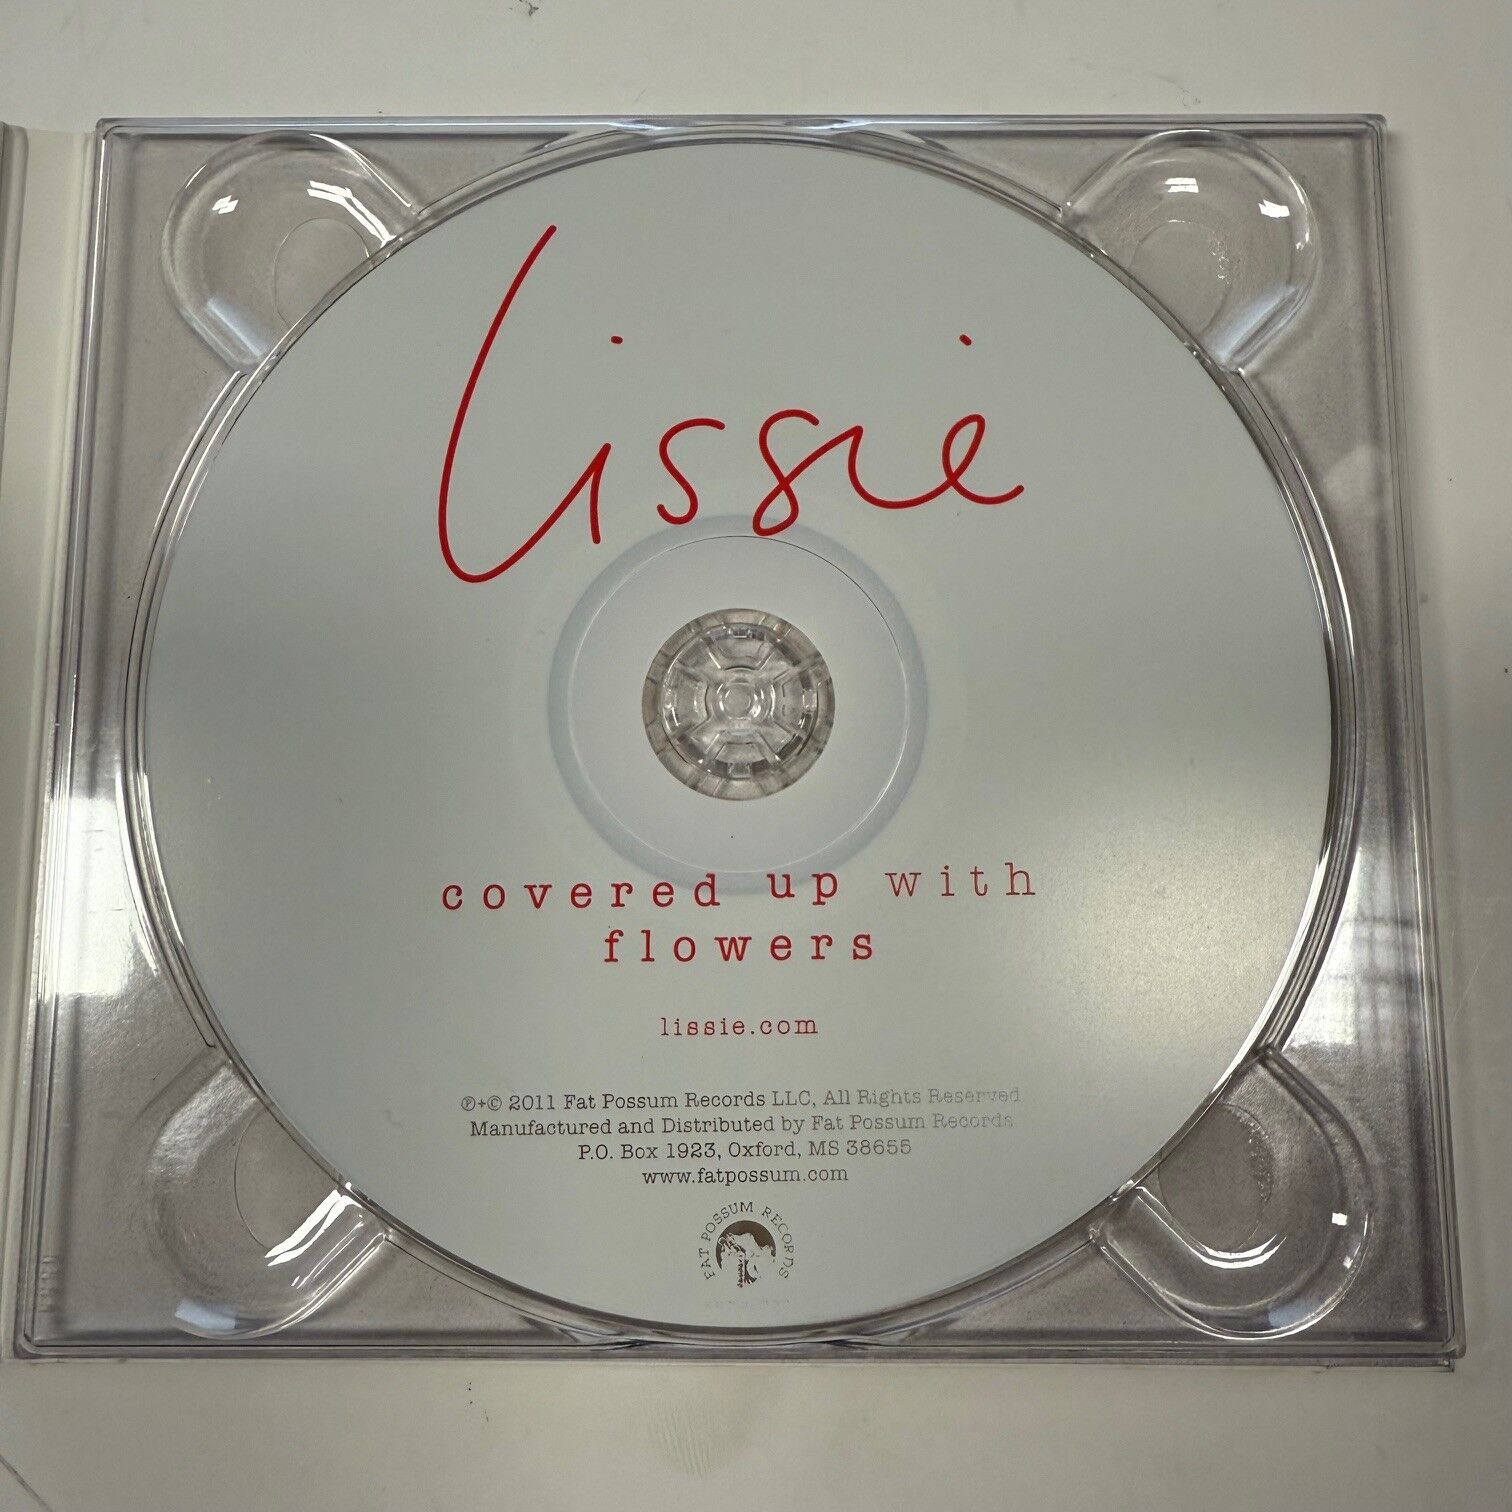 Lissie
covered up with
flowers
lissie.com
℗+© 2011 Fat Possum Records LLC, All Rights Reserved
Manufactured and Distributed by Fat Possum Records
P.O. Box 1923, Oxford, MS 38655
www.fatpossum.com
FAT POSSUM RECORDS